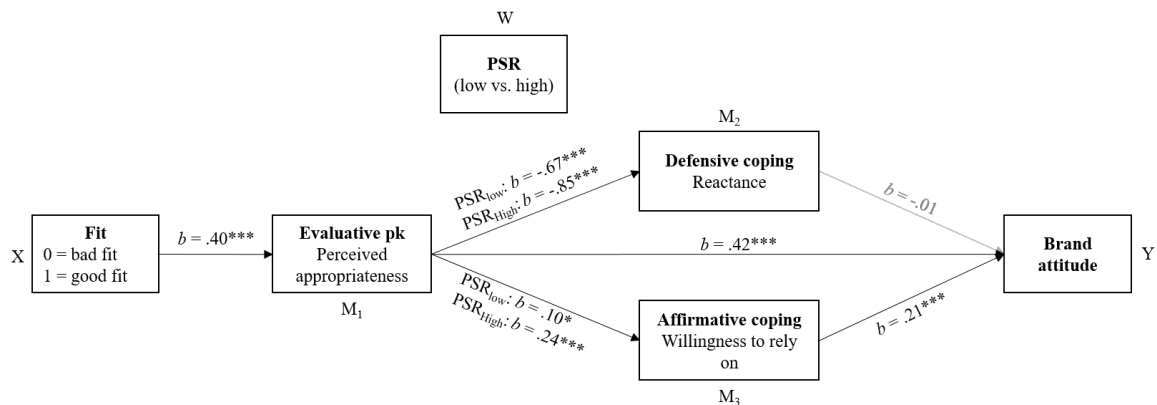 W
PSR
(low vs. high)
M2
Defensive coping
Reactance
PSRlow: b = -.67***
PSRHigh: b = -.85***
b = -.01
X
Fit
0 = bad fit
1 = good fit
b = .40***
Evaluative pk
Perceived
appropriateness
M1
b = .42***
Brand
attitude
Y
PSRlow: b = .10*
PSRHigh: b = .24***
Affirmative coping
Willingness to rely
on
M3
b = .21***